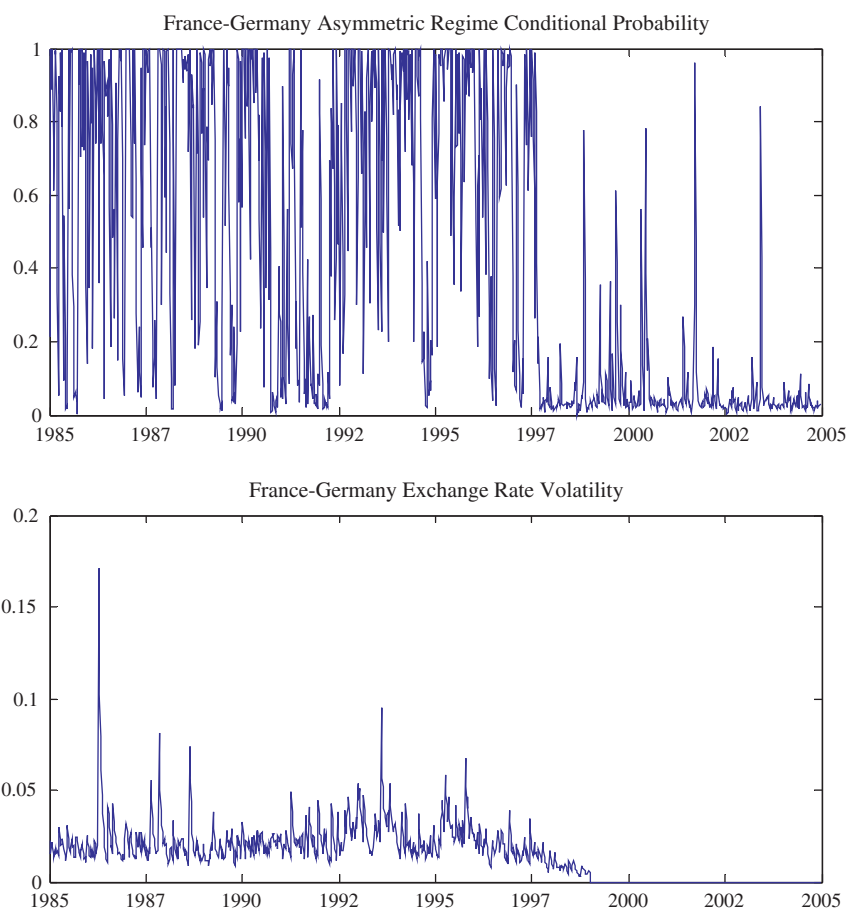 France-Germany Asymmetric Regime Conditional Probability
1
0.8
0.6
0.4
0.2
0
1985 1987 1990 1992 1995 1997 2000 2002 2005
France-Germany Exchange Rate Volatility
0.2
0.15
0.1
0.05
0
1985 1987 1990 1992 1995 1997 2000 2002 2005